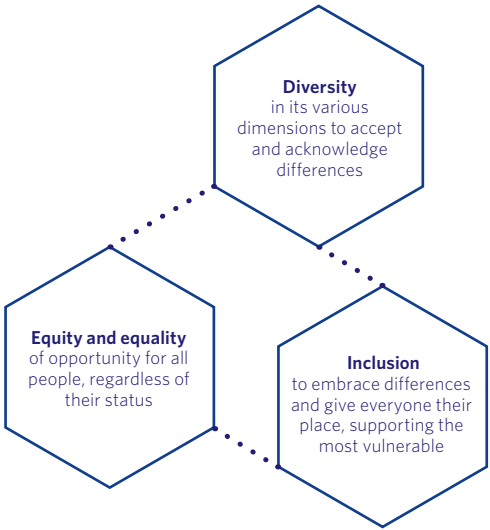 Diversity
in its various
dimensions to accept
and acknowledge
differences
Equity and equality
of opportunity for all
people, regardless of
their status
Inclusion
to embrace differences
and give everyone their
place, supporting the
most vulnerable